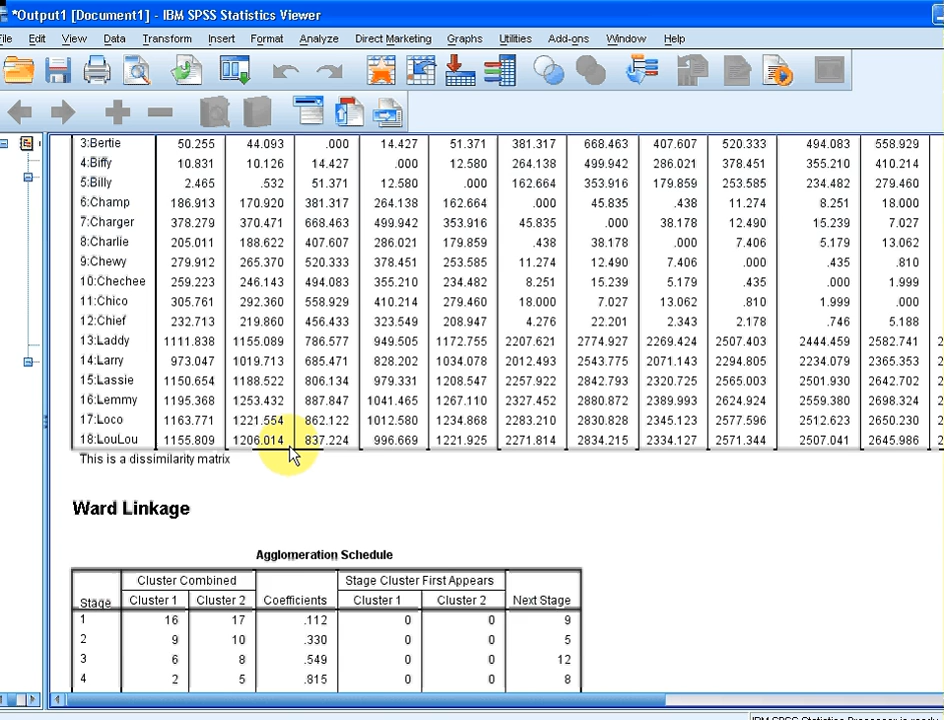 *Output1 [Document1] - IBM SPSS Statistics Viewer
File Edit View Data Transform Insert Format Analyze Direct Marketing Graphs Utilities Add-ons Window Help
3:Bertie 50.255 44.093 .000 14.427 51.371 381.317 668.463 407.607 520.333 494.083 558.929
4:Biffy 10.831 10.126 14.427 .000 12.580 264.138 499.942 286.021 378.451 355.210 410.214
5:Billy 2.465 .532 51.371 12.580 .000 162.664 353.916 179.859 253.585 234.482 279.460
6:Champ 186.913 170.920 381.317 264.138 162.664 .000 45.835 .438 11.274 8.251 18.000
7:Charger 378.279 370.471 668.463 499.942 353.916 45.835 .000 38.178 12.490 15.239 7.027
8:Charlie 205.011 188.622 407.607 286.021 179.859 .438 38.178 .000 7.406 5.179 13.062
9:Chewy 279.912 265.370 520.333 378.451 253.585 11.274 12.490 7.406 .000 .435 .810
10:Chechee 259.223 246.143 494.083 355.210 234.482 8.251 15.239 5.179 .435 .000 1.999
11:Chico 305.761 292.360 558.929 410.214 279.460 18.000 7.027 13.062 .810 1.999 .000
12:Chief 232.713 219.860 456.433 323.549 208.947 4.276 22.201 2.343 2.178 .746 5.188
13:Laddy 1111.838 1155.089 786.577 949.505 1172.755 2207.621 2774.927 2269.424 2507.403 2444.459 2582.741 2
14:Larry 973.047 1019.713 685.471 828.202 1034.078 2012.493 2543.775 2071.143 2294.805 2234.079 2365.353 2
15:Lassie 1150.654 1188.522 806.134 979.331 1208.547 2257.922 2842.793 2320.725 2565.003 2501.930 2642.702 2
16:Lemmy 1195.368 1253.432 887.847 1041.465 1267.110 2327.452 2880.872 2389.993 2624.924 2559.380 2698.324 2
17:Loco 1163.771 1221.554 862.122 1012.580 1234.868 2283.210 2830.828 2345.123 2577.596 2512.623 2650.230 2
18:LouLou 1155.809 1206.014 837.224 996.669 1221.925 2271.814 2834.215 2334.127 2571.344 2507.041 2645.986 2
This is a dissimilarity matrix
Ward Linkage
Agglomeration Schedule
Cluster Combined Stage Cluster First Appears
Stage Cluster 1 Cluster 2 Coefficients Cluster 1 Cluster 2 Next Stage
1 16 17 .112 0 0 9
2 9 10 .330 0 0 5
3 6 8 .549 0 0 12
4 2 5 .815 0 0 8
IBM SPSS Statistics Processor is ready